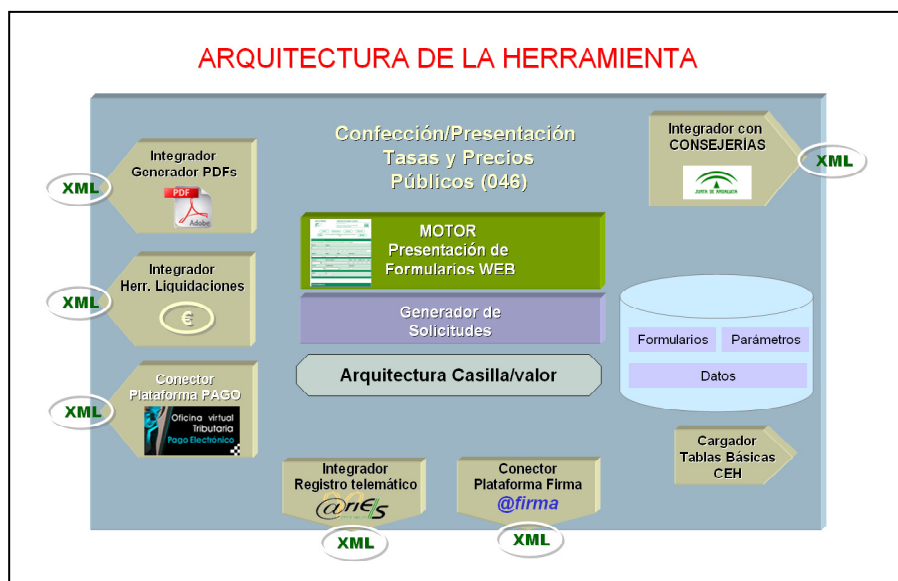 ARQUITECTURA DE LA HERRAMIENTA
Confección/Presentación
Tasas y Precios
Públicos (046)
Integrador
Generador PDFs
XML
PDF
Adobe
Integrador con
CONSEJERÍAS
XML
JUNTA DE ANDALUCIA
MOTOR
Presentación de
Formularios WEB
Integrador
Herr. Liquidaciones
XML
€
Generador de
Solicitudes
Formularios
Parámetros
Datos
Arquitectura Casilla/valor
Conector
Plataforma PAGO
XML
Oficina virtual
Tributaria
Pago Electrónico
Cargador
Tablas Básicas
CEH
Integrador
Registro telemático
@ries
XML
Conector
Plataforma Firma
@firma
XML